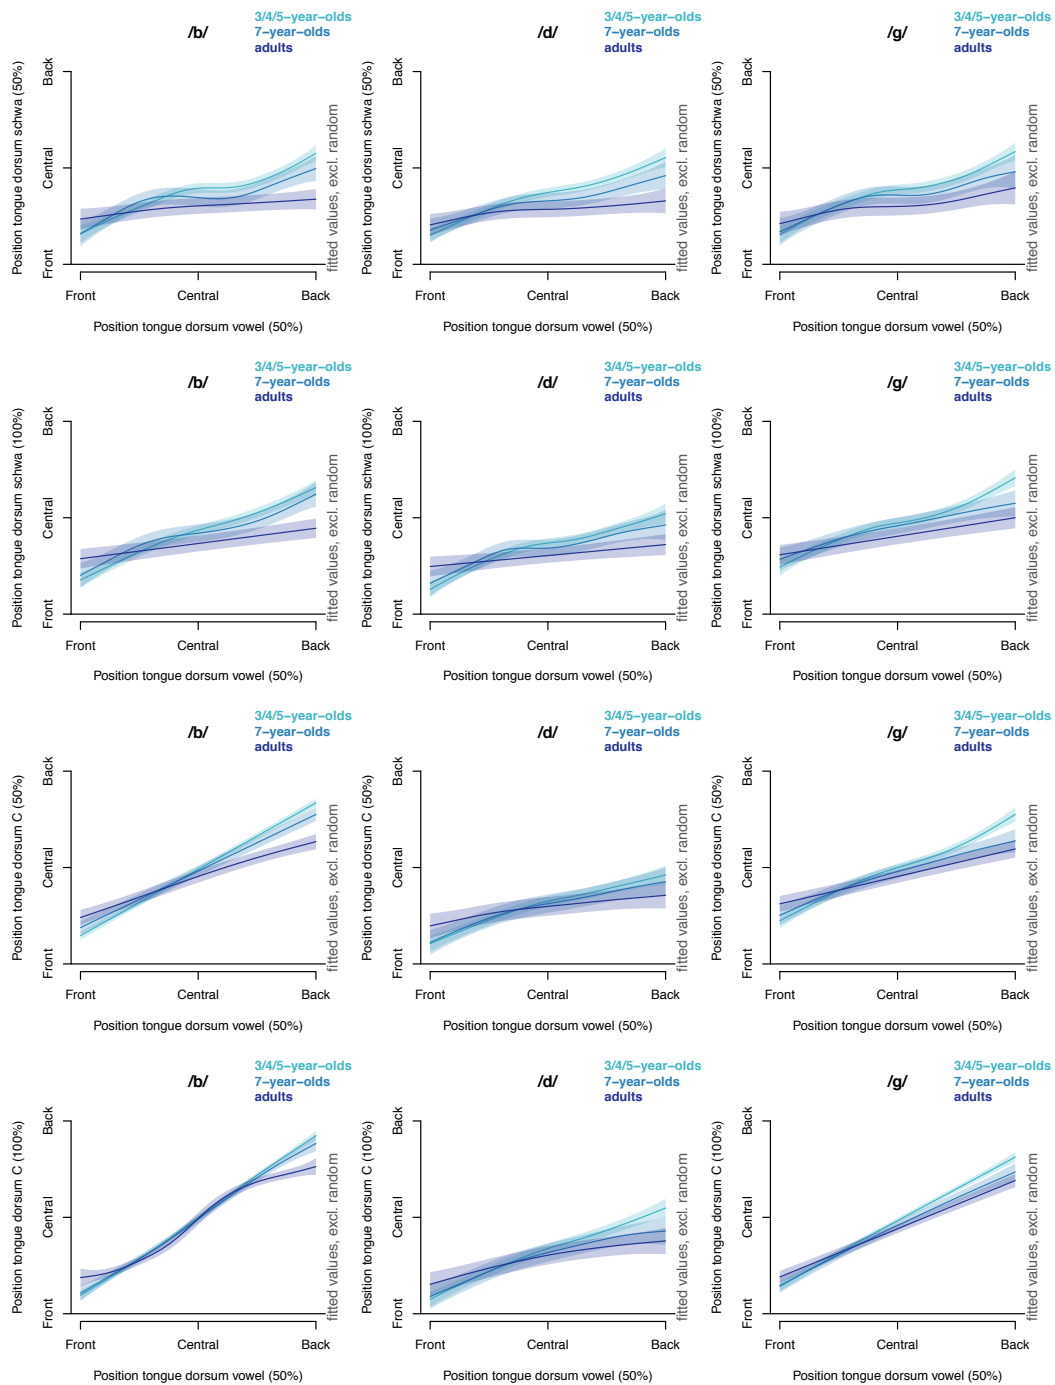 /b/
3/4/5−year−olds
7−year−olds
adults
Position tongue dorsum schwa (50%)
Back
Central
Front
Front Central Back
Position tongue dorsum vowel (50%)
fitted values, excl. random
/d/
3/4/5−year−olds
7−year−olds
adults
Position tongue dorsum schwa (50%)
Back
Central
Front
Front Central Back
Position tongue dorsum vowel (50%)
fitted values, excl. random
/g/
3/4/5−year−olds
7−year−olds
adults
Position tongue dorsum schwa (50%)
Back
Central
Front
Front Central Back
Position tongue dorsum vowel (50%)
fitted values, excl. random
/b/
3/4/5−year−olds
7−year−olds
adults
Position tongue dorsum schwa (100%)
Back
Central
Front
Front Central Back
Position tongue dorsum vowel (50%)
fitted values, excl. random
/d/
3/4/5−year−olds
7−year−olds
adults
Position tongue dorsum schwa (100%)
Back
Central
Front
Front Central Back
Position tongue dorsum vowel (50%)
fitted values, excl. random
/g/
3/4/5−year−olds
7−year−olds
adults
Position tongue dorsum schwa (100%)
Back
Central
Front
Front Central Back
Position tongue dorsum vowel (50%)
fitted values, excl. random
/b/
3/4/5−year−olds
7−year−olds
adults
Position tongue dorsum C (50%)
Back
Central
Front
Front Central Back
Position tongue dorsum vowel (50%)
fitted values, excl. random
/d/
3/4/5−year−olds
7−year−olds
adults
Position tongue dorsum C (50%)
Back
Central
Front
Front Central Back
Position tongue dorsum vowel (50%)
fitted values, excl. random
/g/
3/4/5−year−olds
7−year−olds
adults
Position tongue dorsum C (50%)
Back
Central
Front
Front Central Back
Position tongue dorsum vowel (50%)
fitted values, excl. random
/b/
3/4/5−year−olds
7−year−olds
adults
Position tongue dorsum C (100%)
Back
Central
Front
Front Central Back
Position tongue dorsum vowel (50%)
fitted values, excl. random
/d/
3/4/5−year−olds
7−year−olds
adults
Position tongue dorsum C (100%)
Back
Central
Front
Front Central Back
Position tongue dorsum vowel (50%)
fitted values, excl. random
/g/
3/4/5−year−olds
7−year−olds
adults
Position tongue dorsum C (100%)
Back
Central
Front
Front Central Back
Position tongue dorsum vowel (50%)
fitted values, excl. random